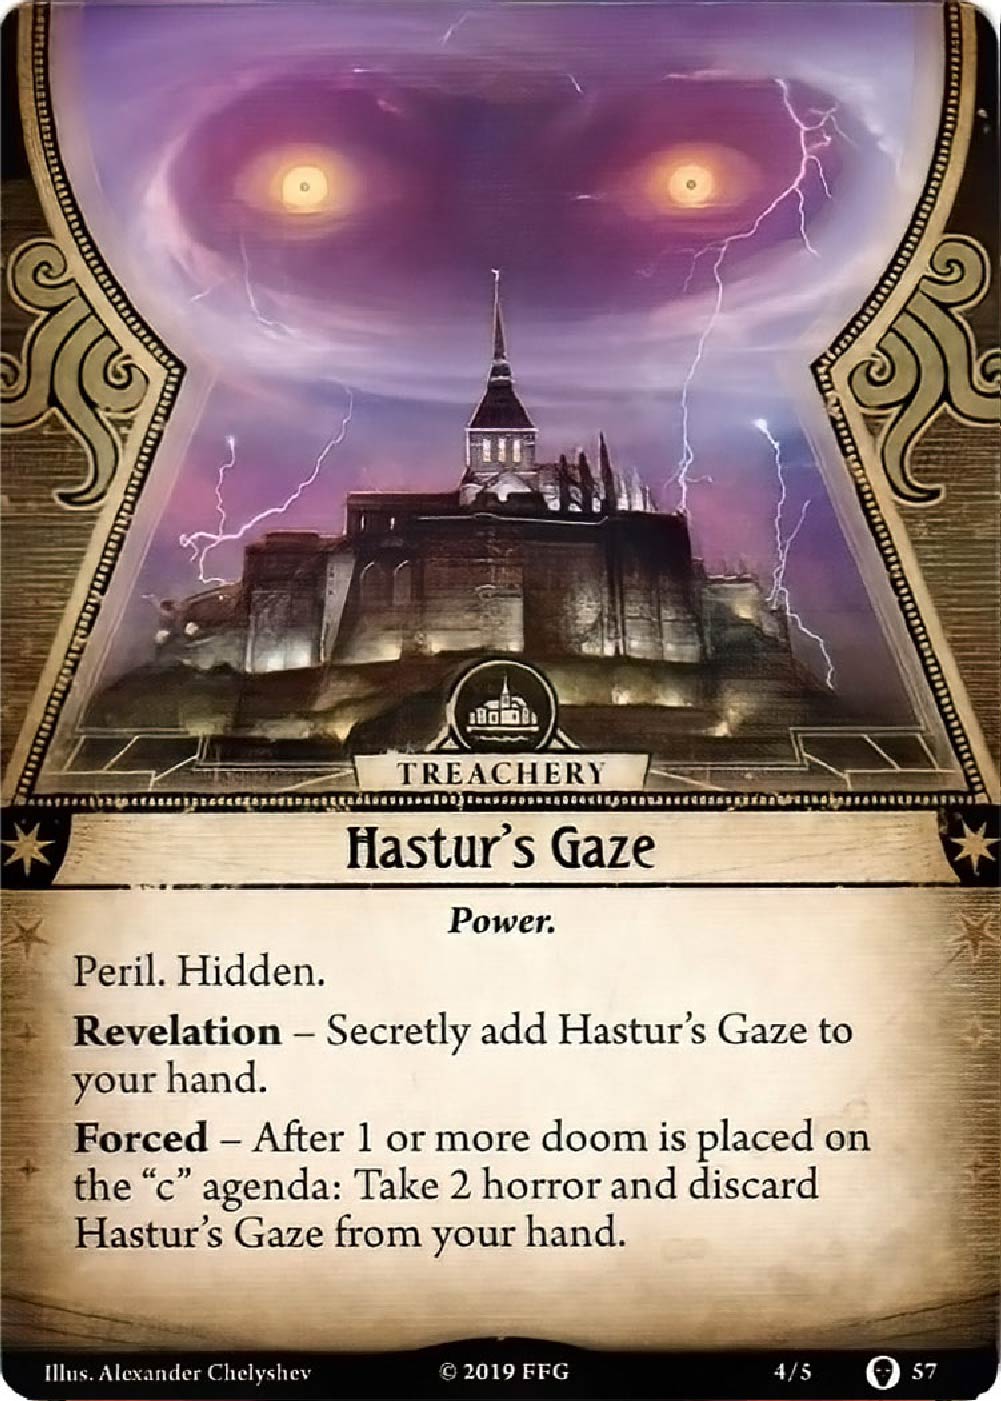 TREACHERY
Hastur's Gaze
Power.
Peril. Hidden.
Revelation – Secretly add Hastur's Gaze to
your hand.
Forced – After 1 or more doom is placed on
the “c” agenda: Take 2 horror and discard
Hastur's Gaze from your hand.
Illus. Alexander Chelyshev © 2019 FFG 4/5 57